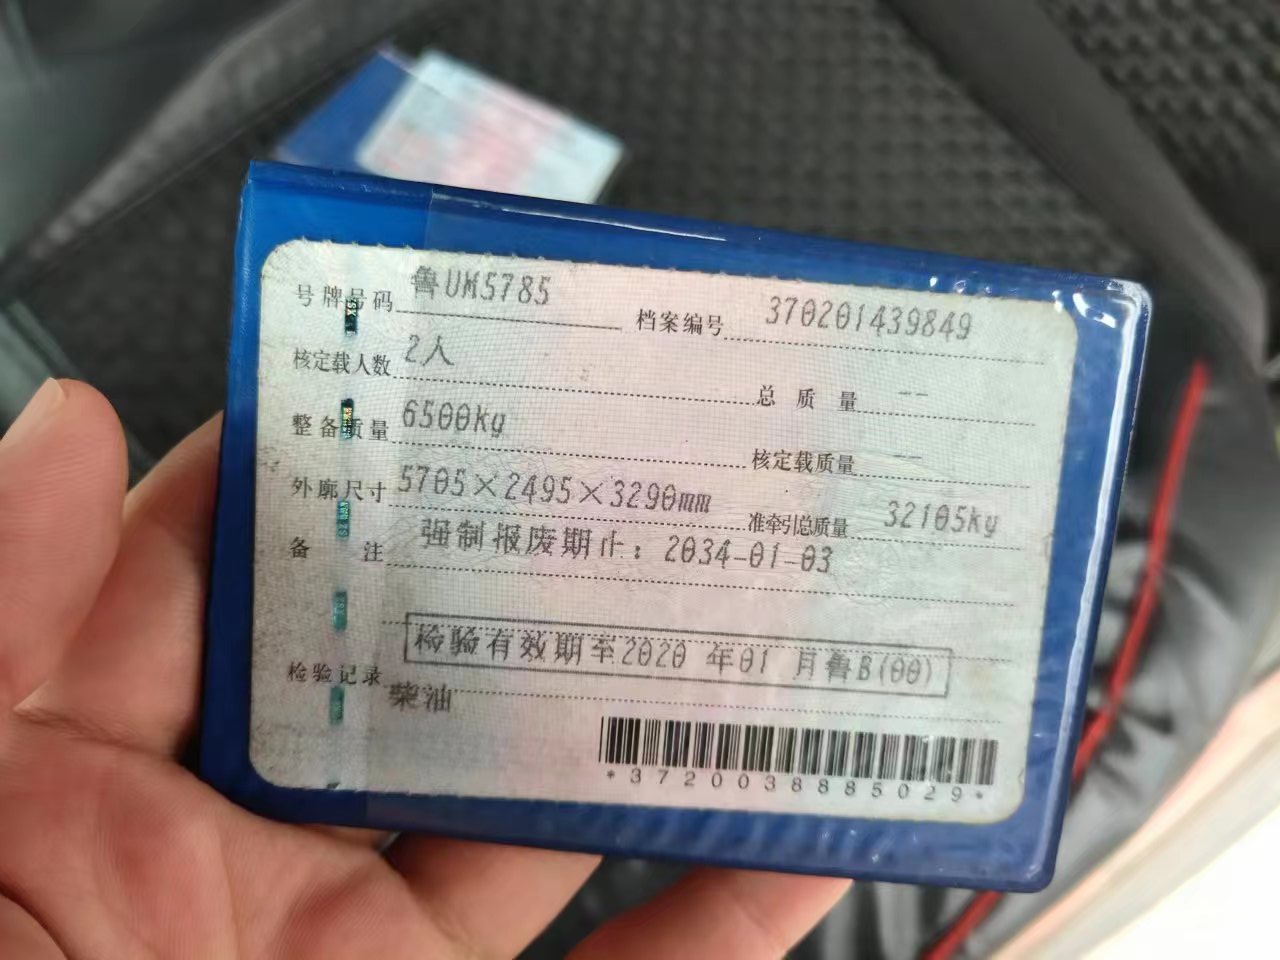 号牌号码 鲁UM5785 档案编号 370201439849
核定载人数 2人 总质量 --
整备质量 6500kg 核定载质量 --
外廓尺寸 5705×2495×3290mm 准牵引总质量 32105kg
备注 强制报废期止：2034-01-03
检验记录 检验有效期至2020年01月鲁B(00)
柴油
*3720038885029*